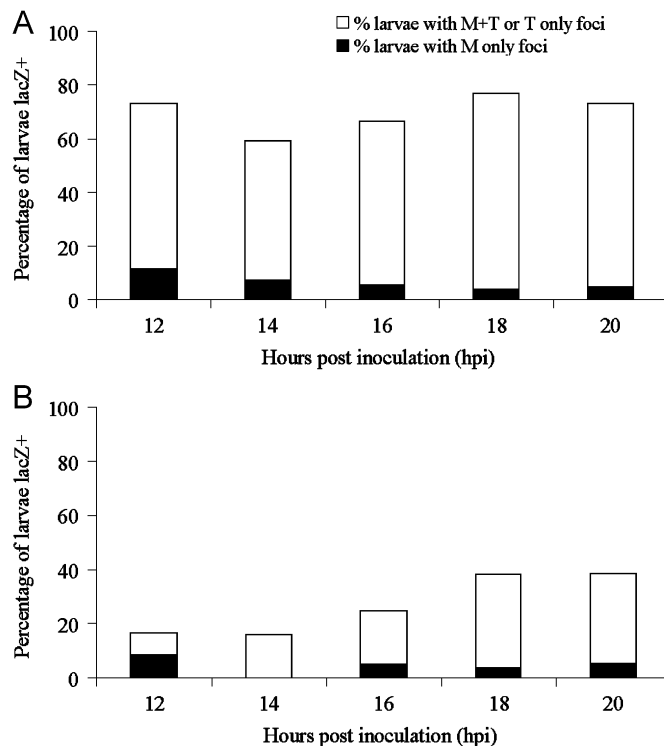 A
% larvae with M+T or T only foci
% larvae with M only foci
Percentage of larvae lacZ+
100
80
60
40
20
0
12 14 16 18 20
Hours post inoculation (hpi)
B
Percentage of larvae lacZ+
100
80
60
40
20
0
12 14 16 18 20
Hours post inoculation (hpi)